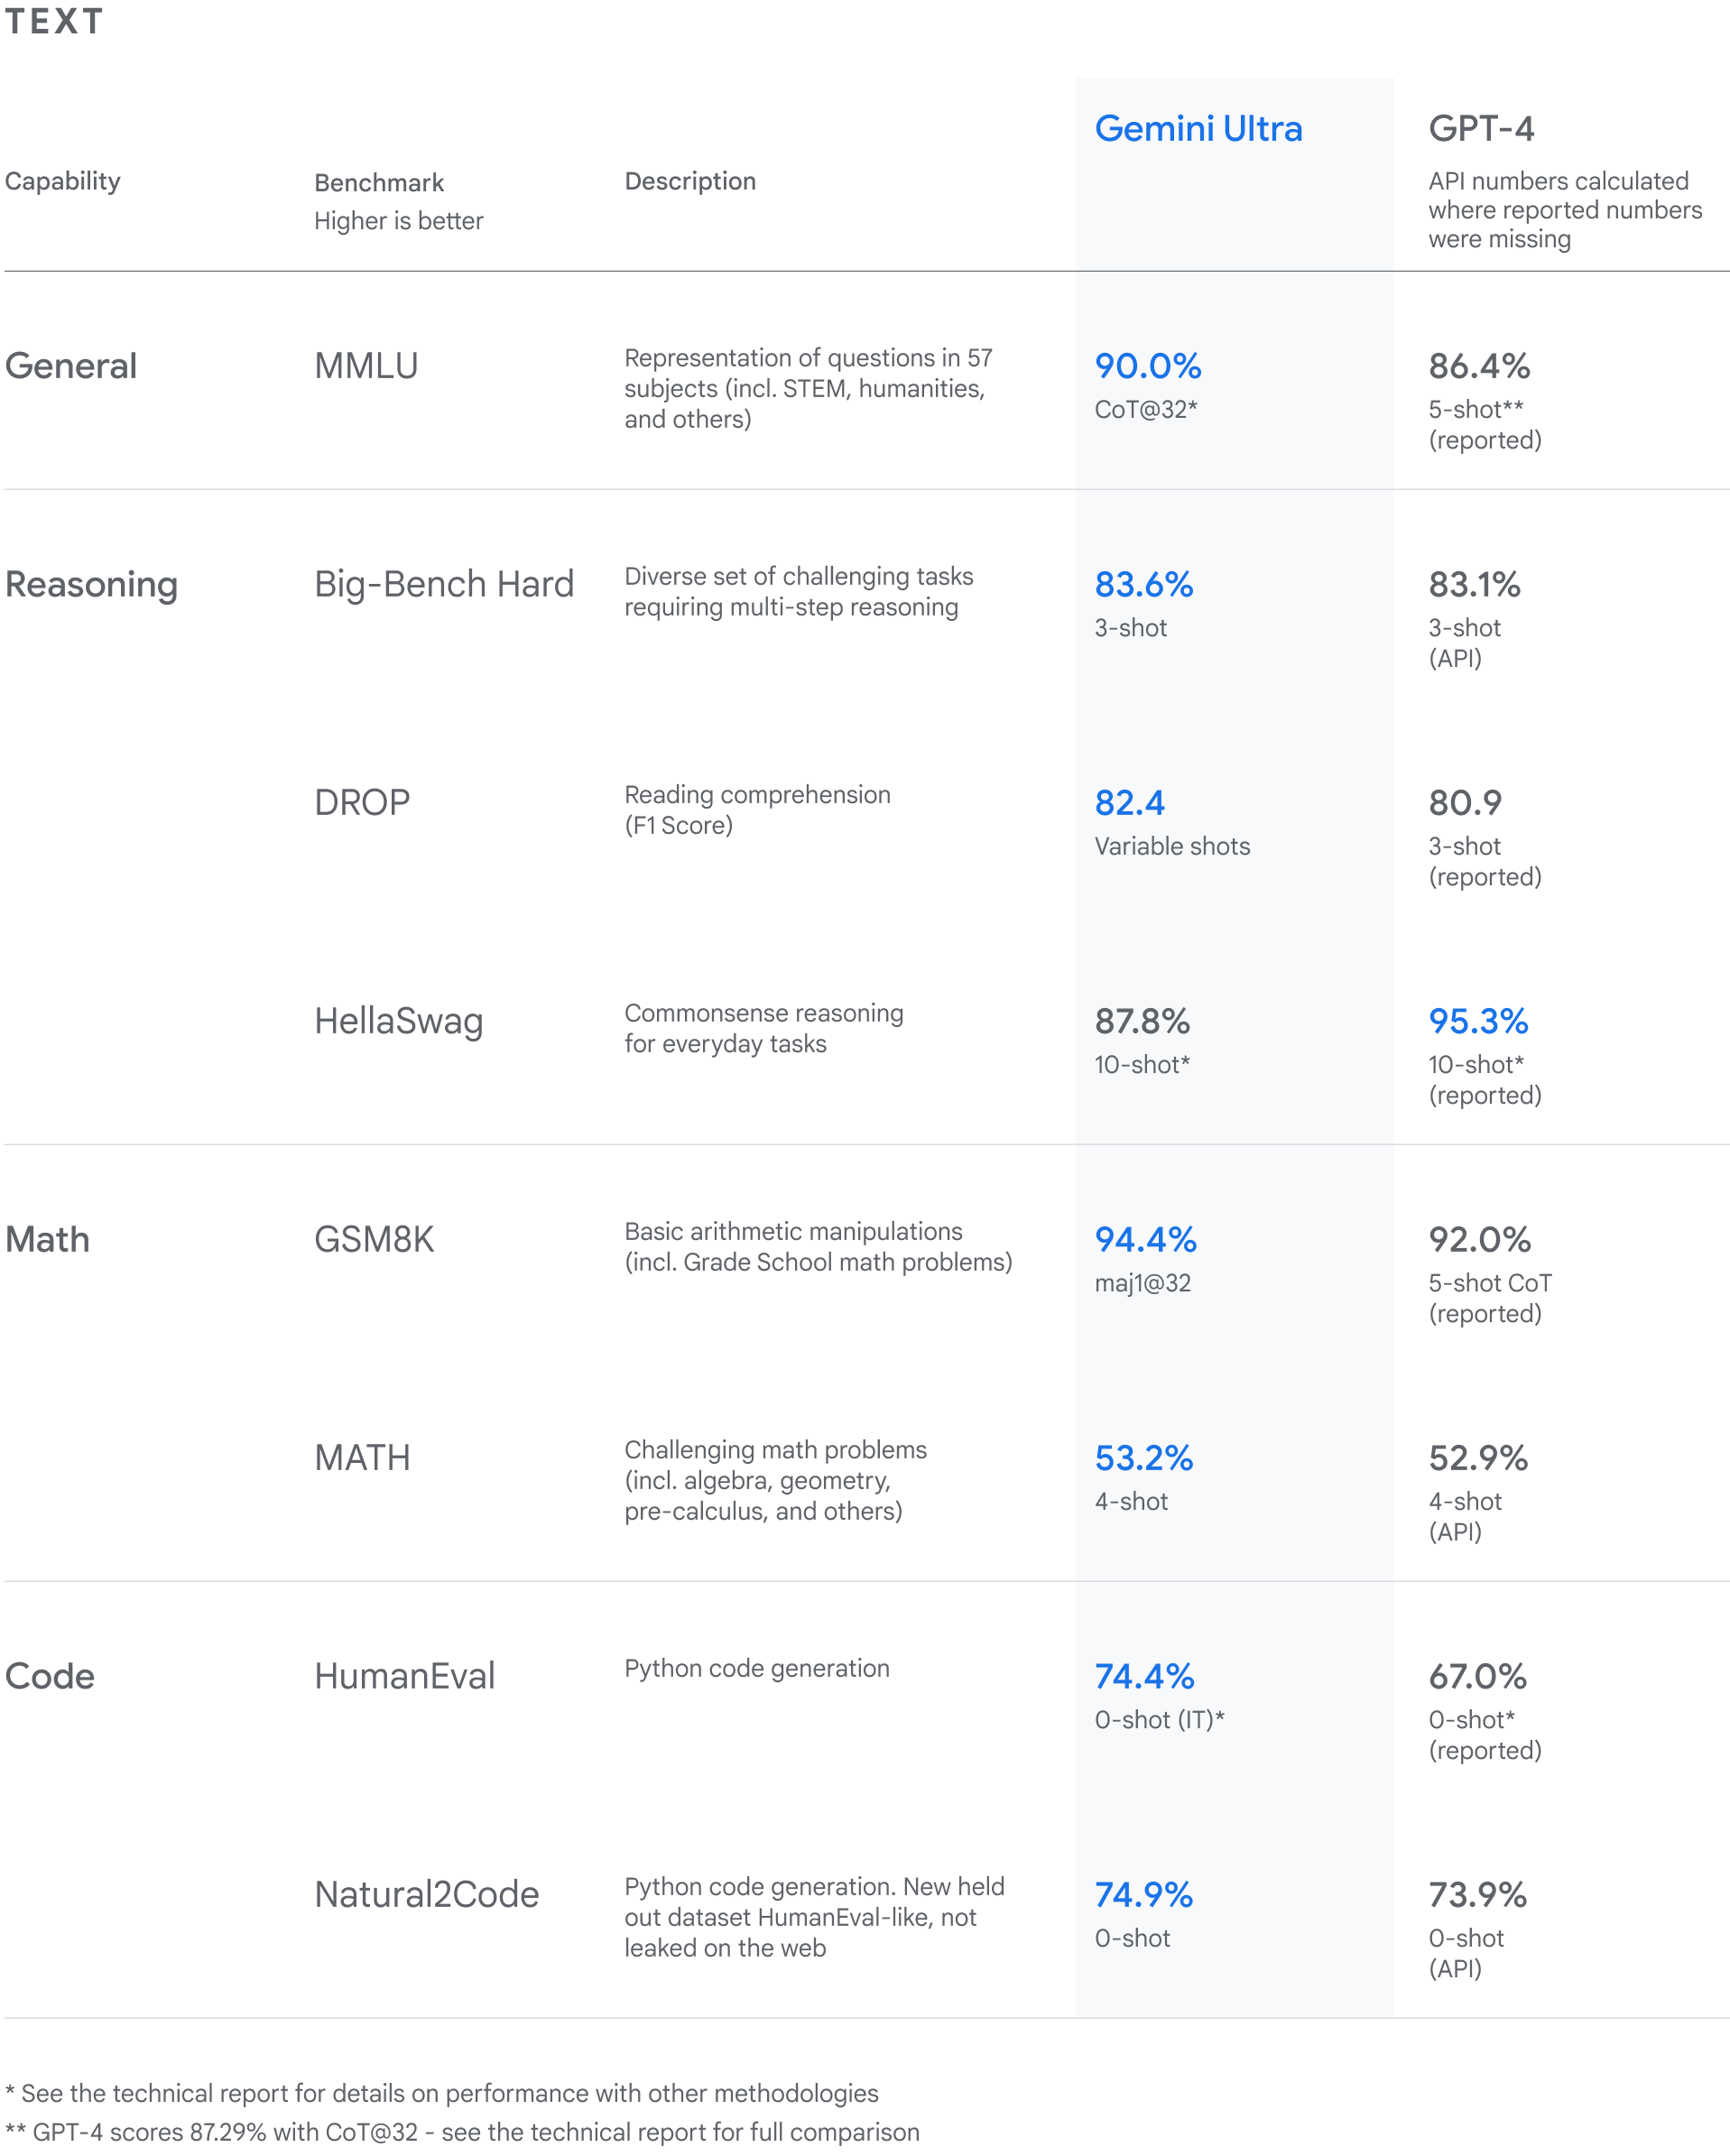 TEXT
Gemini Ultra
GPT-4
Capability
Benchmark
Higher is better
Description
API numbers calculated
where reported numbers
were missing
General
MMLU
Representation of questions in 57
subjects (incl. STEM, humanities,
and others)
90.0%
CoT@32*
86.4%
5-shot**
(reported)
Reasoning
Big-Bench Hard
Diverse set of challenging tasks
requiring multi-step reasoning
83.6%
3-shot
83.1%
3-shot
(API)
DROP
Reading comprehension
(F1 Score)
82.4
Variable shots
80.9
3-shot
(reported)
HellaSwag
Commonsense reasoning
for everyday tasks
87.8%
10-shot*
95.3%
10-shot*
(reported)
Math
GSM8K
Basic arithmetic manipulations
(incl. Grade School math problems)
94.4%
maj1@32
92.0%
5-shot CoT
(reported)
MATH
Challenging math problems
(incl. algebra, geometry,
pre-calculus, and others)
53.2%
4-shot
52.9%
4-shot
(API)
Code
HumanEval
Python code generation
74.4%
0-shot (IT)*
67.0%
0-shot*
(reported)
Natural2Code
Python code generation. New held
out dataset HumanEval-like, not
leaked on the web
74.9%
0-shot
73.9%
0-shot
(API)
* See the technical report for details on performance with other methodologies
** GPT-4 scores 87.29% with CoT@32 - see the technical report for full comparison